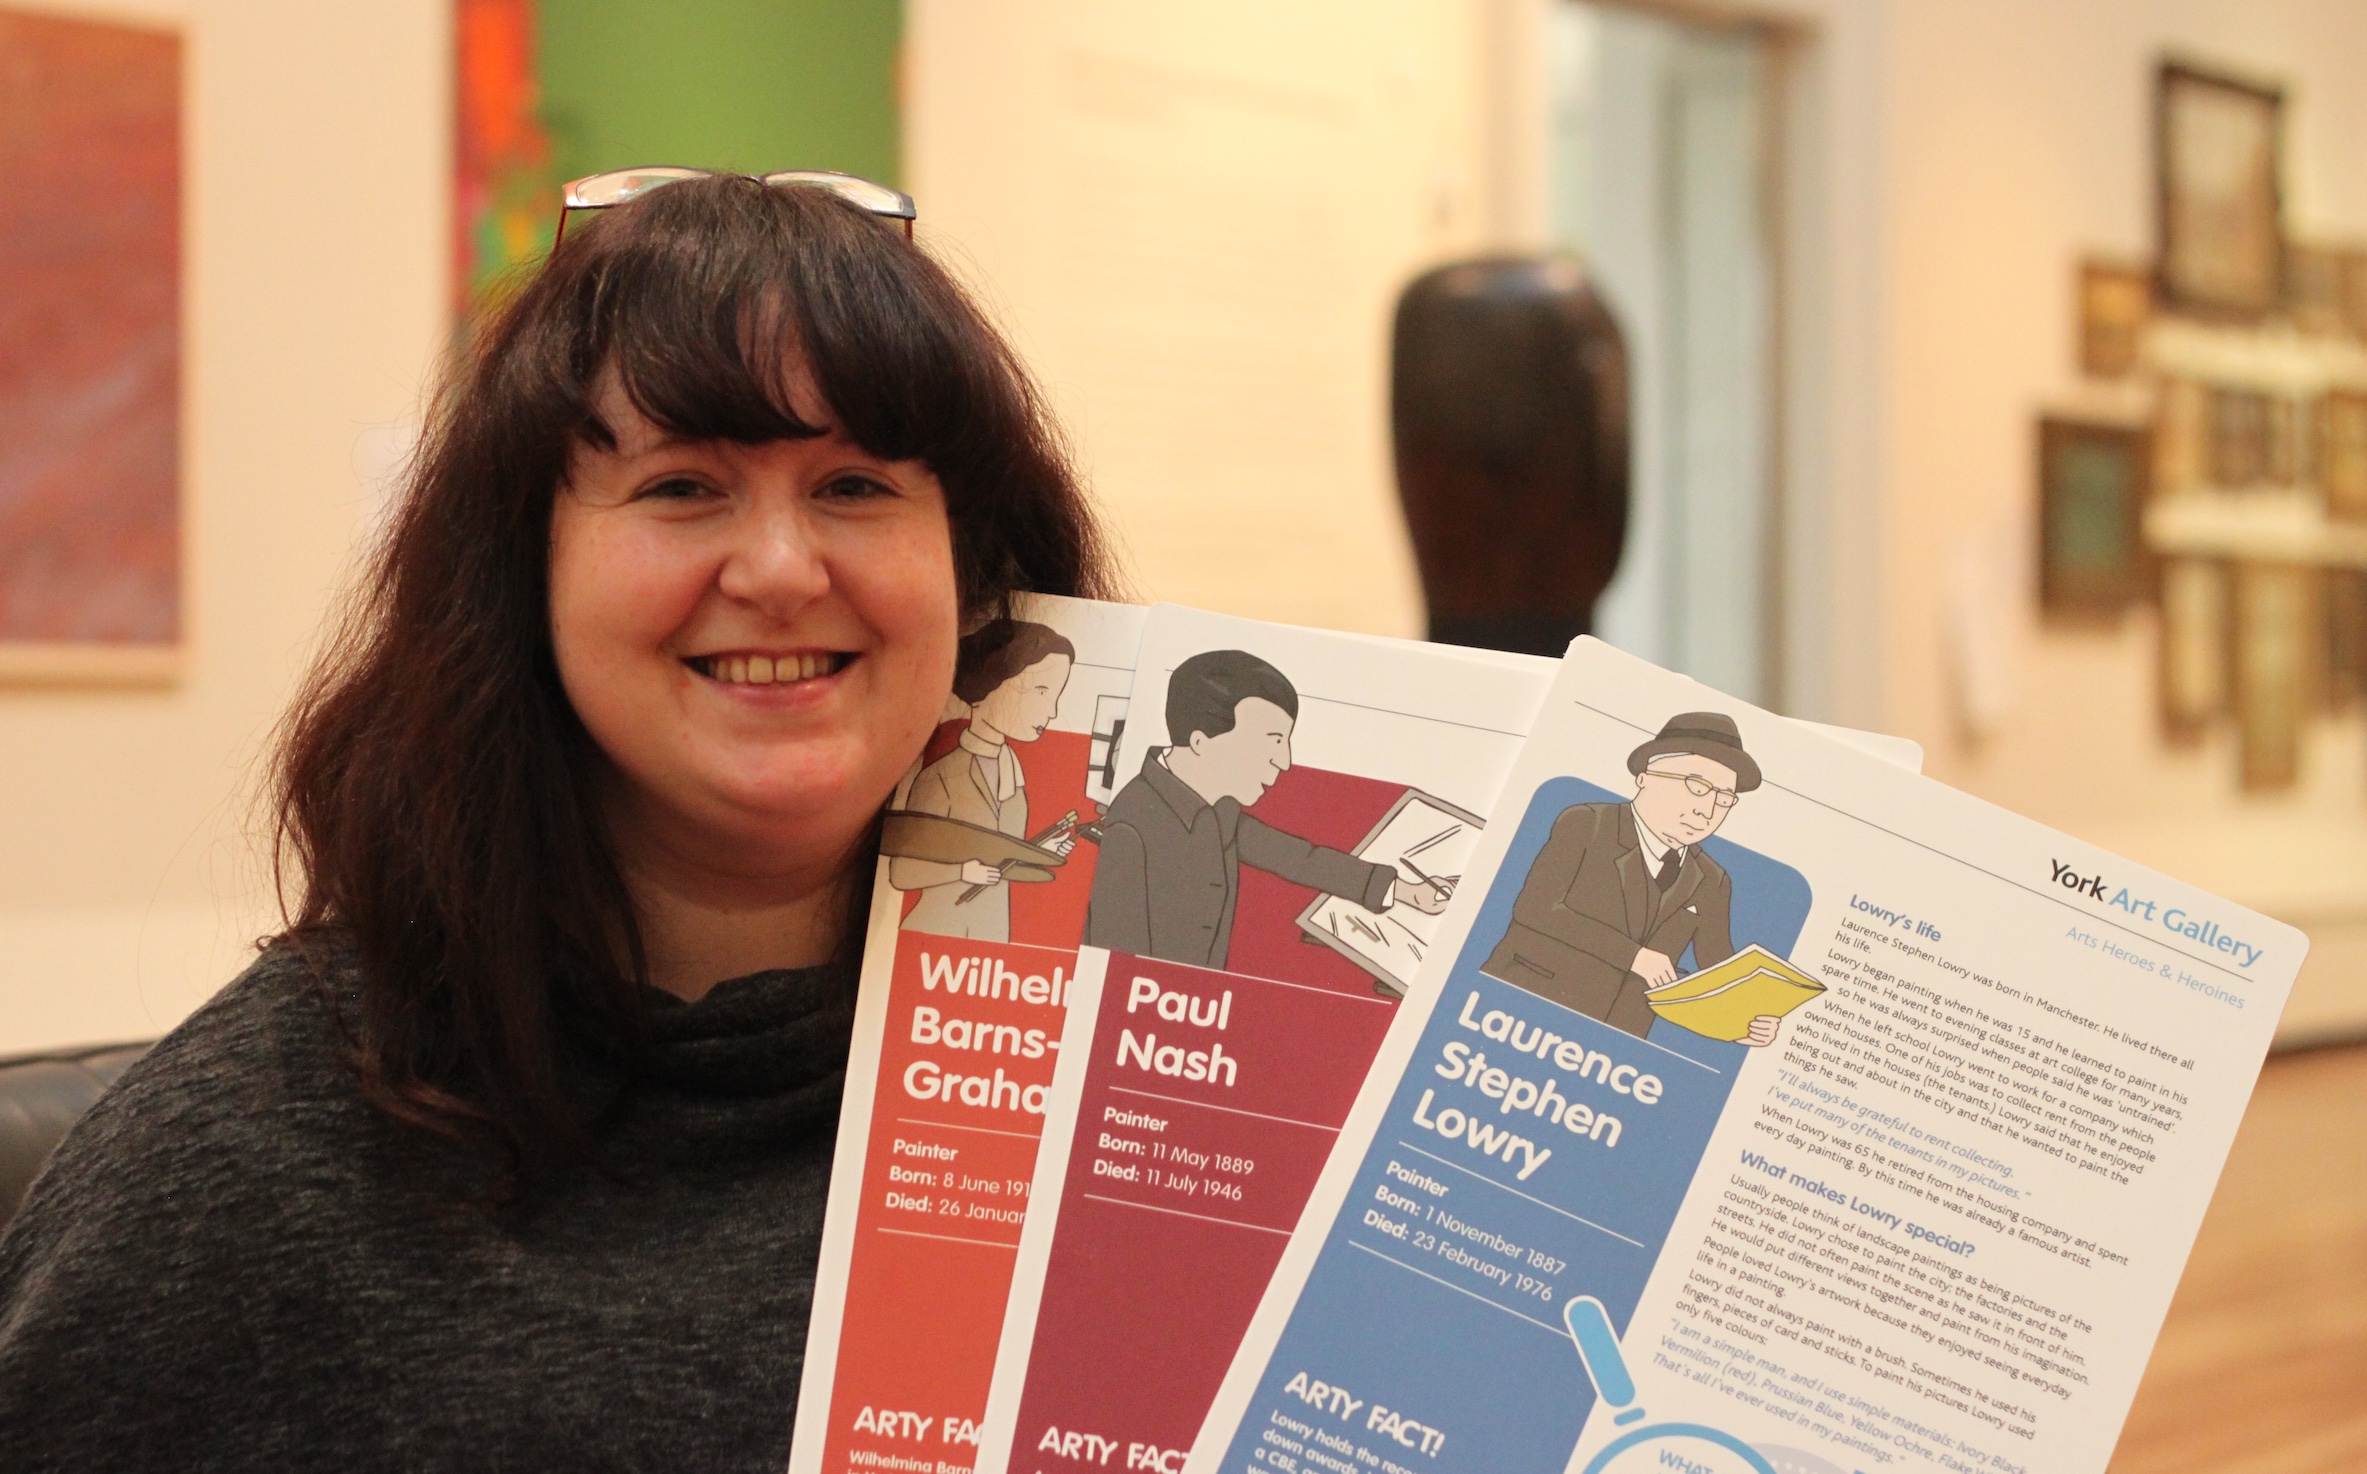 Wilhel
Barns-
Graha
Painter
Born: 8 June 191
Died: 26 Januar
ARTY FA
Wilhelmina Barn
Paul
Nash
Painter
Born: 11 May 1889
Died: 11 July 1946
ARTY FAC
Laurence
Stephen
Lowry
Painter
Born: 1 November 1887
Died: 23 February 1976
ARTY FACT!
Lowry holds the reco
down awards
a CBE,
York Art Gallery
Arts Heroes & Heroines
Lowry's life
Laurence Stephen Lowry was born in Manchester. He lived there all
his life.
Lowry began painting when he was 15 and he learned to paint in his
spare time. He went to evening classes at art college for many years,
so he was always surprised when people said he was 'untrained'.
When he left school Lowry went to work for a company which
owned houses. One of his jobs was to collect rent from the people
who lived in the houses (the tenants.) Lowry said that he enjoyed
being out and about in the city and that he wanted to paint the
things he saw.
"I'll always be grateful to rent collecting.
I've put many of the tenants in my pictures."
When Lowry was 65 he retired from the housing company and spent
every day painting. By this time he was already a famous artist.
What makes Lowry special?
Usually people think of landscape paintings as being pictures of the
countryside. Lowry chose to paint the city; the factories and the
streets. He did not often paint the scene as he saw it in front of him.
He would put different views together and paint from his imagination.
People loved Lowry's artwork because they enjoyed seeing everyday
life in a painting.
Lowry did not always paint with a brush. Sometimes he used his
fingers, pieces of card and sticks. To paint his pictures Lowry used
only five colours:
"I am a simple man, and I use simple materials: Ivory Black,
Vermilion (red), Prussian Blue, Yellow Ochre, Flake W
That's all I've ever used in my paintings."
WHAT